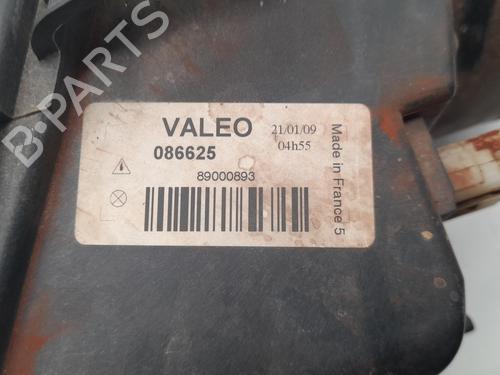 VALEO
21/01/09
086625
04h55
89000893
Made in France 5
B-PARTS